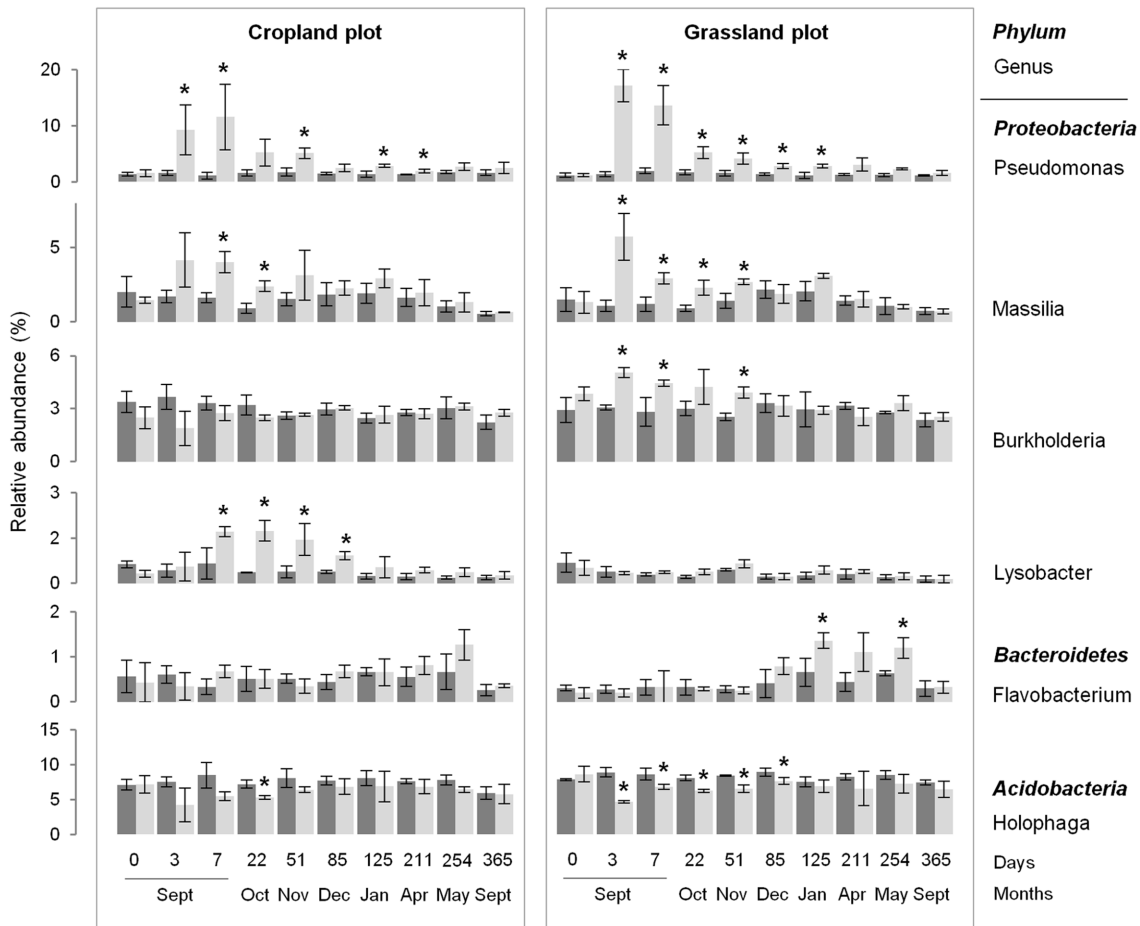 Cropland plot
Grassland plot
Phylum
Genus
Relative abundance (%)
20
10
0
* * * * *
* * * * * *
Proteobacteria
Pseudomonas
5
0
* *
* * * *
Massilia
6
3
0
* * *
Burkholderia
3
2
0
* * * *
Lysobacter
2
1
0
* *
Bacteroidetes
Flavobacterium
15
10
5
0
*
* * * * *
Acidobacteria
Holophaga
0 3 7 22 51 85 125 211 254 365
0 3 7 22 51 85 125 211 254 365
Days
Sept Oct Nov Dec Jan Apr May Sept
Sept Oct Nov Dec Jan Apr May Sept
Months